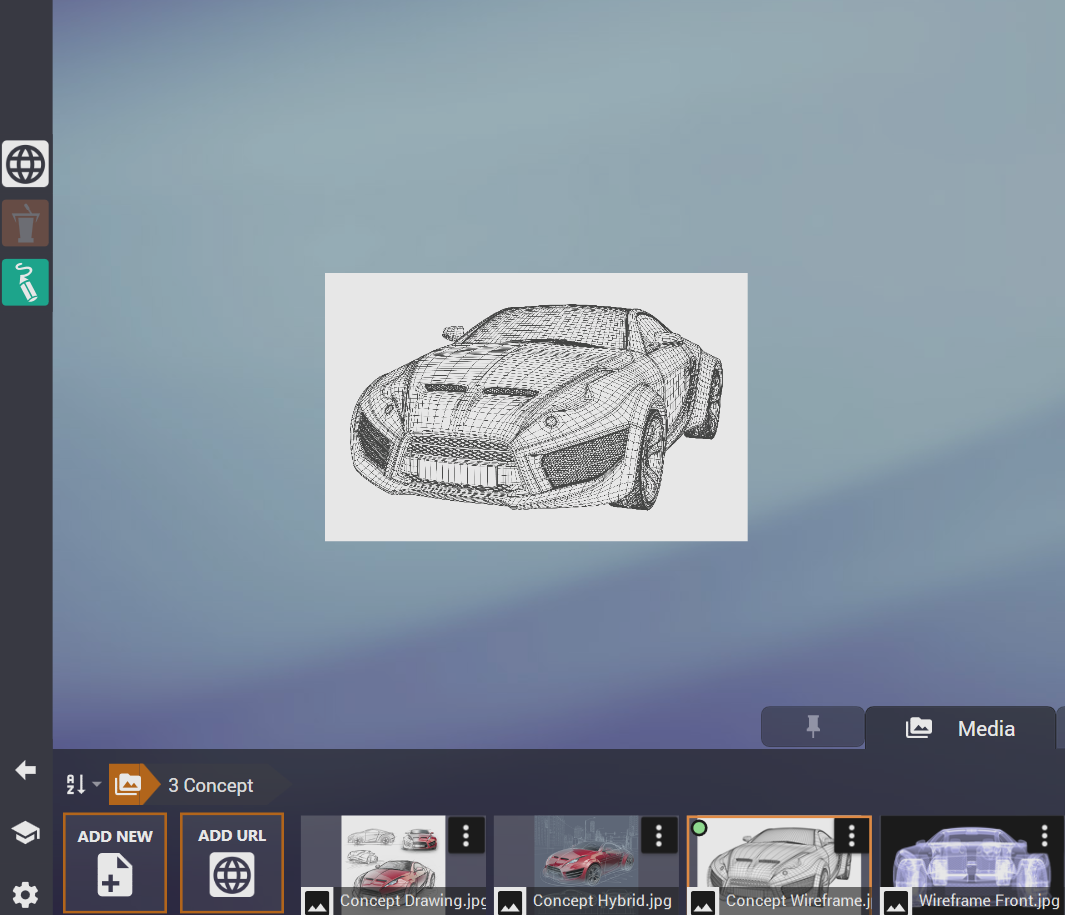 Media
A
Z
3 Concept
ADD NEW
ADD URL
Concept Drawing.jpg
Concept Hybrid.jpg
Concept Wireframe.j
Wireframe Front.jpg